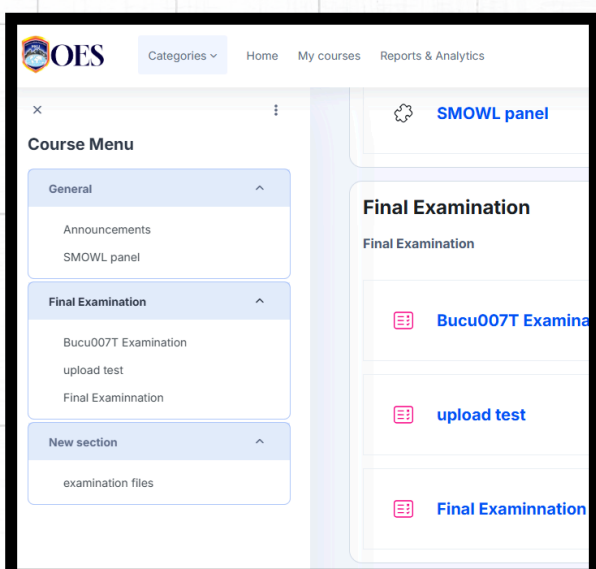 OES
Categories
Home
My courses
Reports & Analytics
Course Menu
General
Announcements
SMOWL panel
Final Examination
Bucu007T Examination
upload test
Final Examinnation
New section
examination files
SMOWL panel
Final Examination
Final Examination
Bucu007T Examina
upload test
Final Examinnation